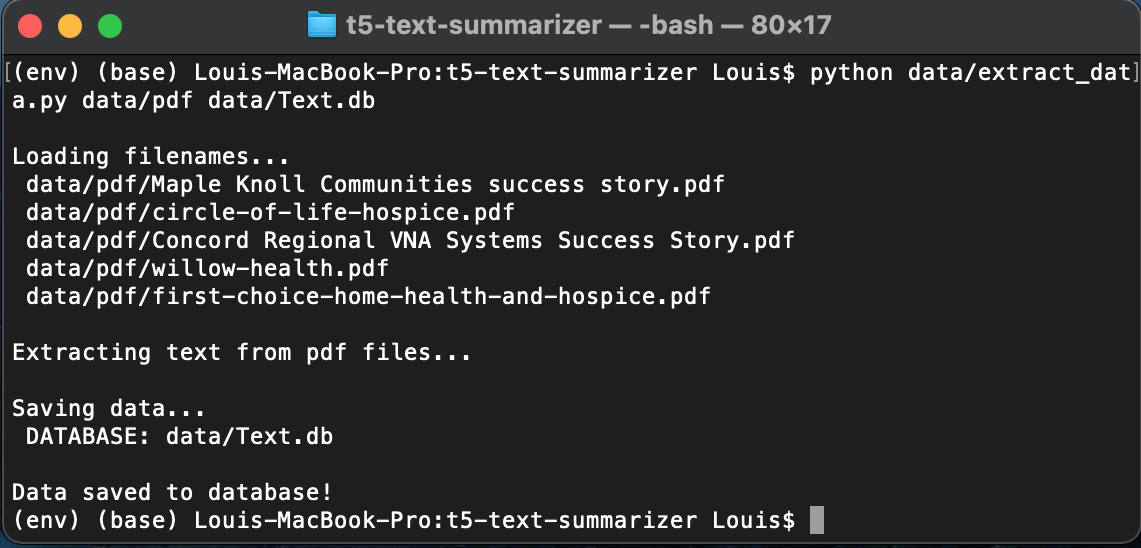 t5-text-summarizer — -bash — 80×17
[(env) (base) Louis-MacBook-Pro:t5-text-summarizer Louis$ python data/extract_dat]
a.py data/pdf data/Text.db
Loading filenames...
data/pdf/Maple Knoll Communities success story.pdf
data/pdf/circle-of-life-hospice.pdf
data/pdf/Concord Regional VNA Systems Success Story.pdf
data/pdf/willow-health.pdf
data/pdf/first-choice-home-health-and-hospice.pdf
Extracting text from pdf files...
Saving data...
DATABASE: data/Text.db
Data saved to database!
(env) (base) Louis-MacBook-Pro:t5-text-summarizer Louis$